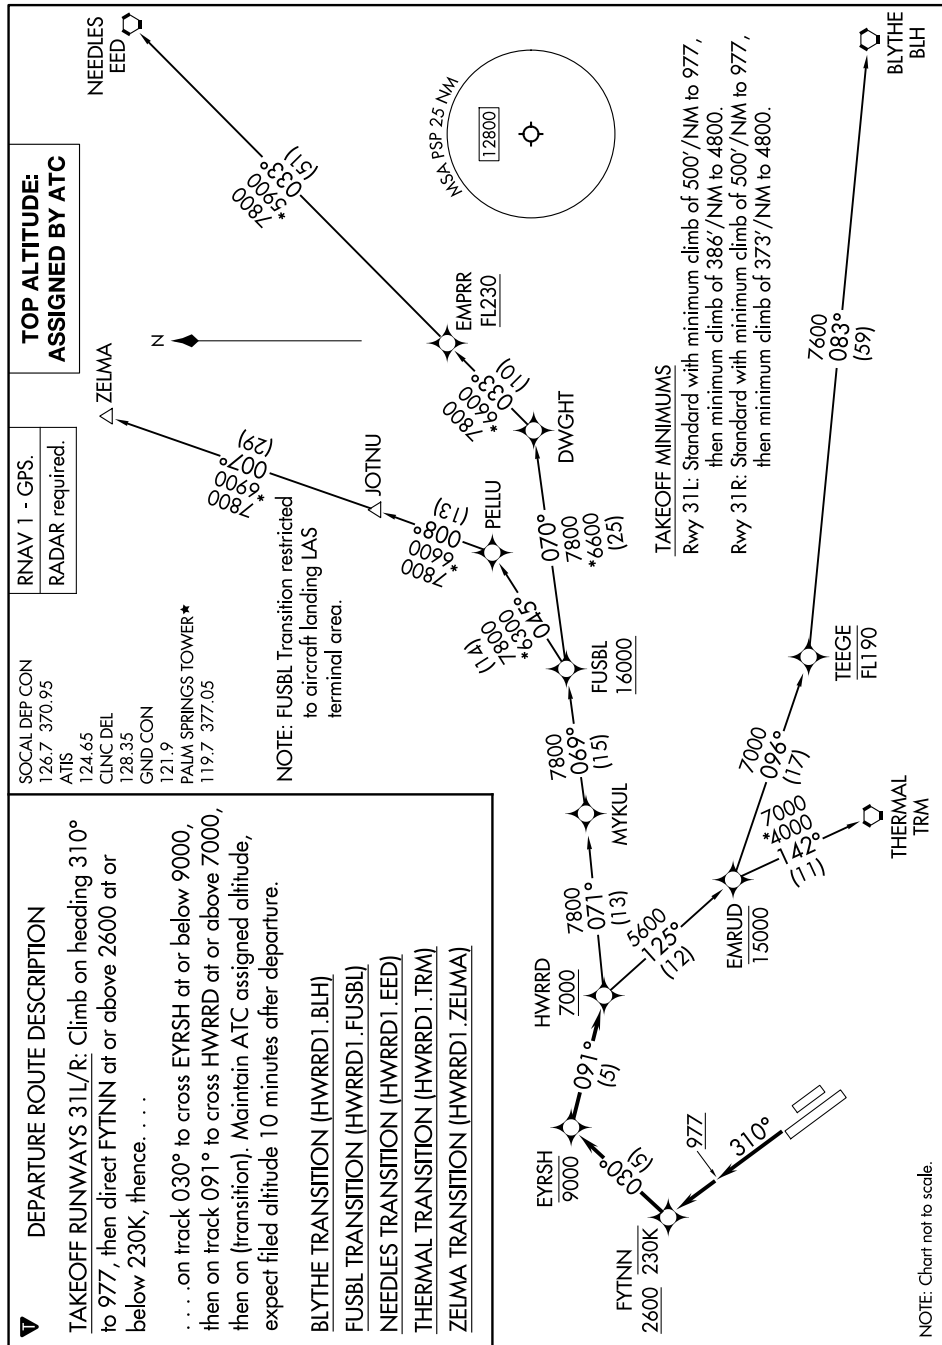 TOP ALTITUDE:
ASSIGNED BY ATC
RNAV 1 - GPS.
RADAR required.
SOCAL DEP CON
126.7 370.95
ATIS
124.65
CLNC DEL
128.35
GND CON
121.9
PALM SPRINGS TOWER★
119.7 377.05
NOTE: FUSBL Transition restricted
to aircraft landing LAS
terminal area.
DEPARTURE ROUTE DESCRIPTION
TAKEOFF RUNWAYS 31L/R: Climb on heading 310°
to 977, then direct FYTNN at or above 2600 at or
below 230K, thence. . . .
. . . .on track 030° to cross EYRSH at or below 9000,
then on track 091° to cross HWRRD at or above 7000,
then on (transition). Maintain ATC assigned altitude,
expect filed altitude 10 minutes after departure.
BLYTHE TRANSITION (HWRRD1.BLH)
FUSBL TRANSITION (HWRRD1.FUSBL)
NEEDLES TRANSITION (HWRRD1.EED)
THERMAL TRANSITION (HWRRD1.TRM)
ZELMA TRANSITION (HWRRD1.ZELMA)
NEEDLES
EED
7800
*5900
033°
(51)
ZELMA
N
EMPRR
FL230
7800
*6600
033°
(10)
DWGHT
7800
*6900
007°
(29)
JOTNU
7800
*6600
008°
(13)
PELLU
(14)
7800
*6300
045°
070°
7800
*6600
(25)
FUSBL
16000
7800
069°
(15)
MYKUL
7800
071°
(13)
HWRRD
7000
091°
(5)
EYRSH
9000
030°
(5)
FYTNN
2600 230K
977
310°
5600
125°
(12)
EMRUD
15000
7000
*4000
142°
(11)
THERMAL
TRM
7000
096°
(17)
TEEGE
FL190
7600
083°
(59)
BLYTHE
BLH
MSA PSP 25 NM
12800
TAKEOFF MINIMUMS
Rwy 31L: Standard with minimum climb of 500'/NM to 977,
then minimum climb of 386'/NM to 4800.
Rwy 31R: Standard with minimum climb of 500'/NM to 977,
then minimum climb of 373'/NM to 4800.
NOTE: Chart not to scale.
T